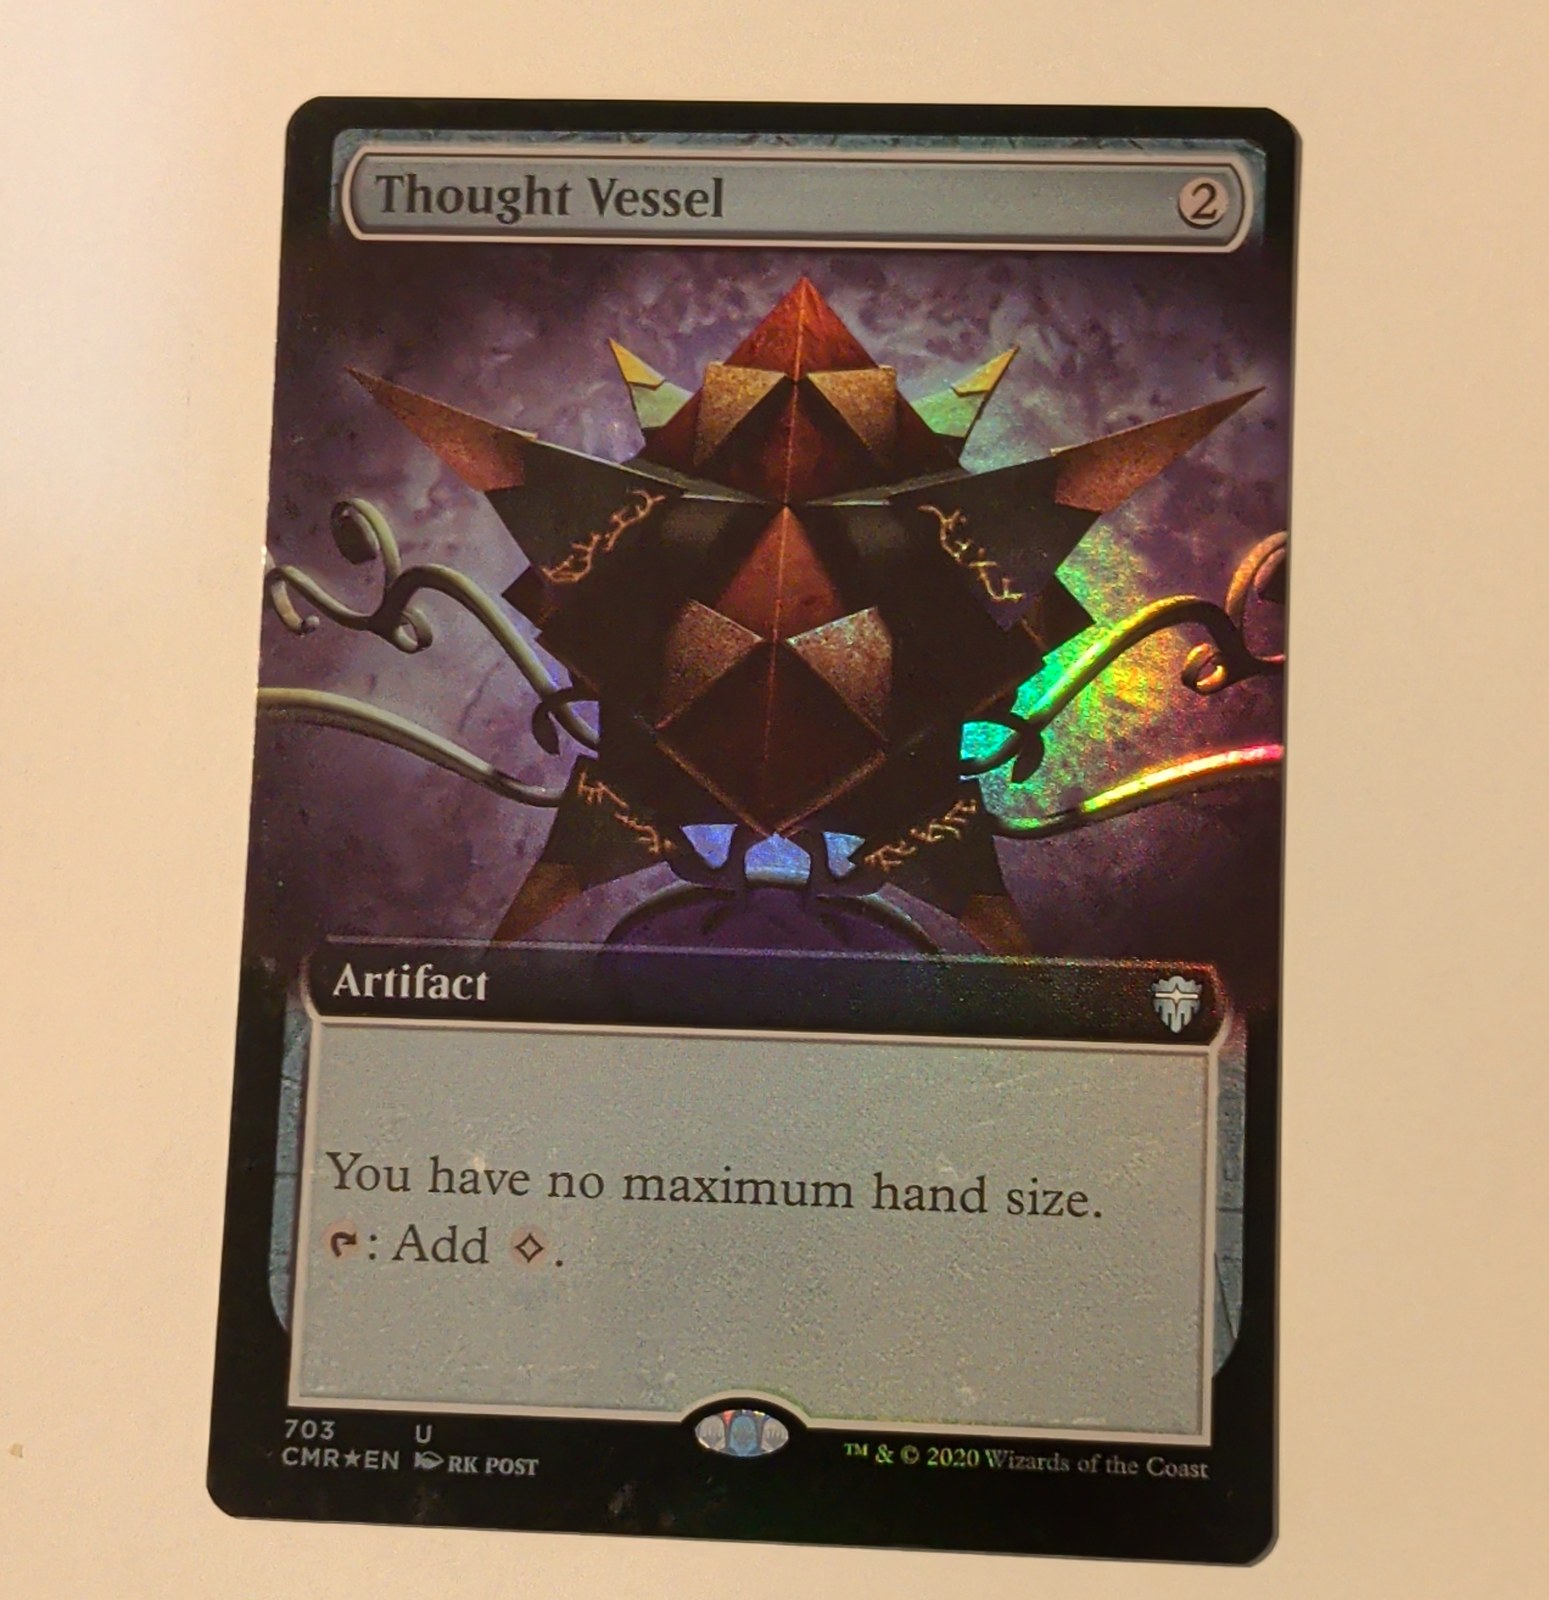 Thought Vessel 2
Artifact
You have no maximum hand size.
: Add .
703 U
CMR★EN RK POST
™ & © 2020 Wizards of the Coast